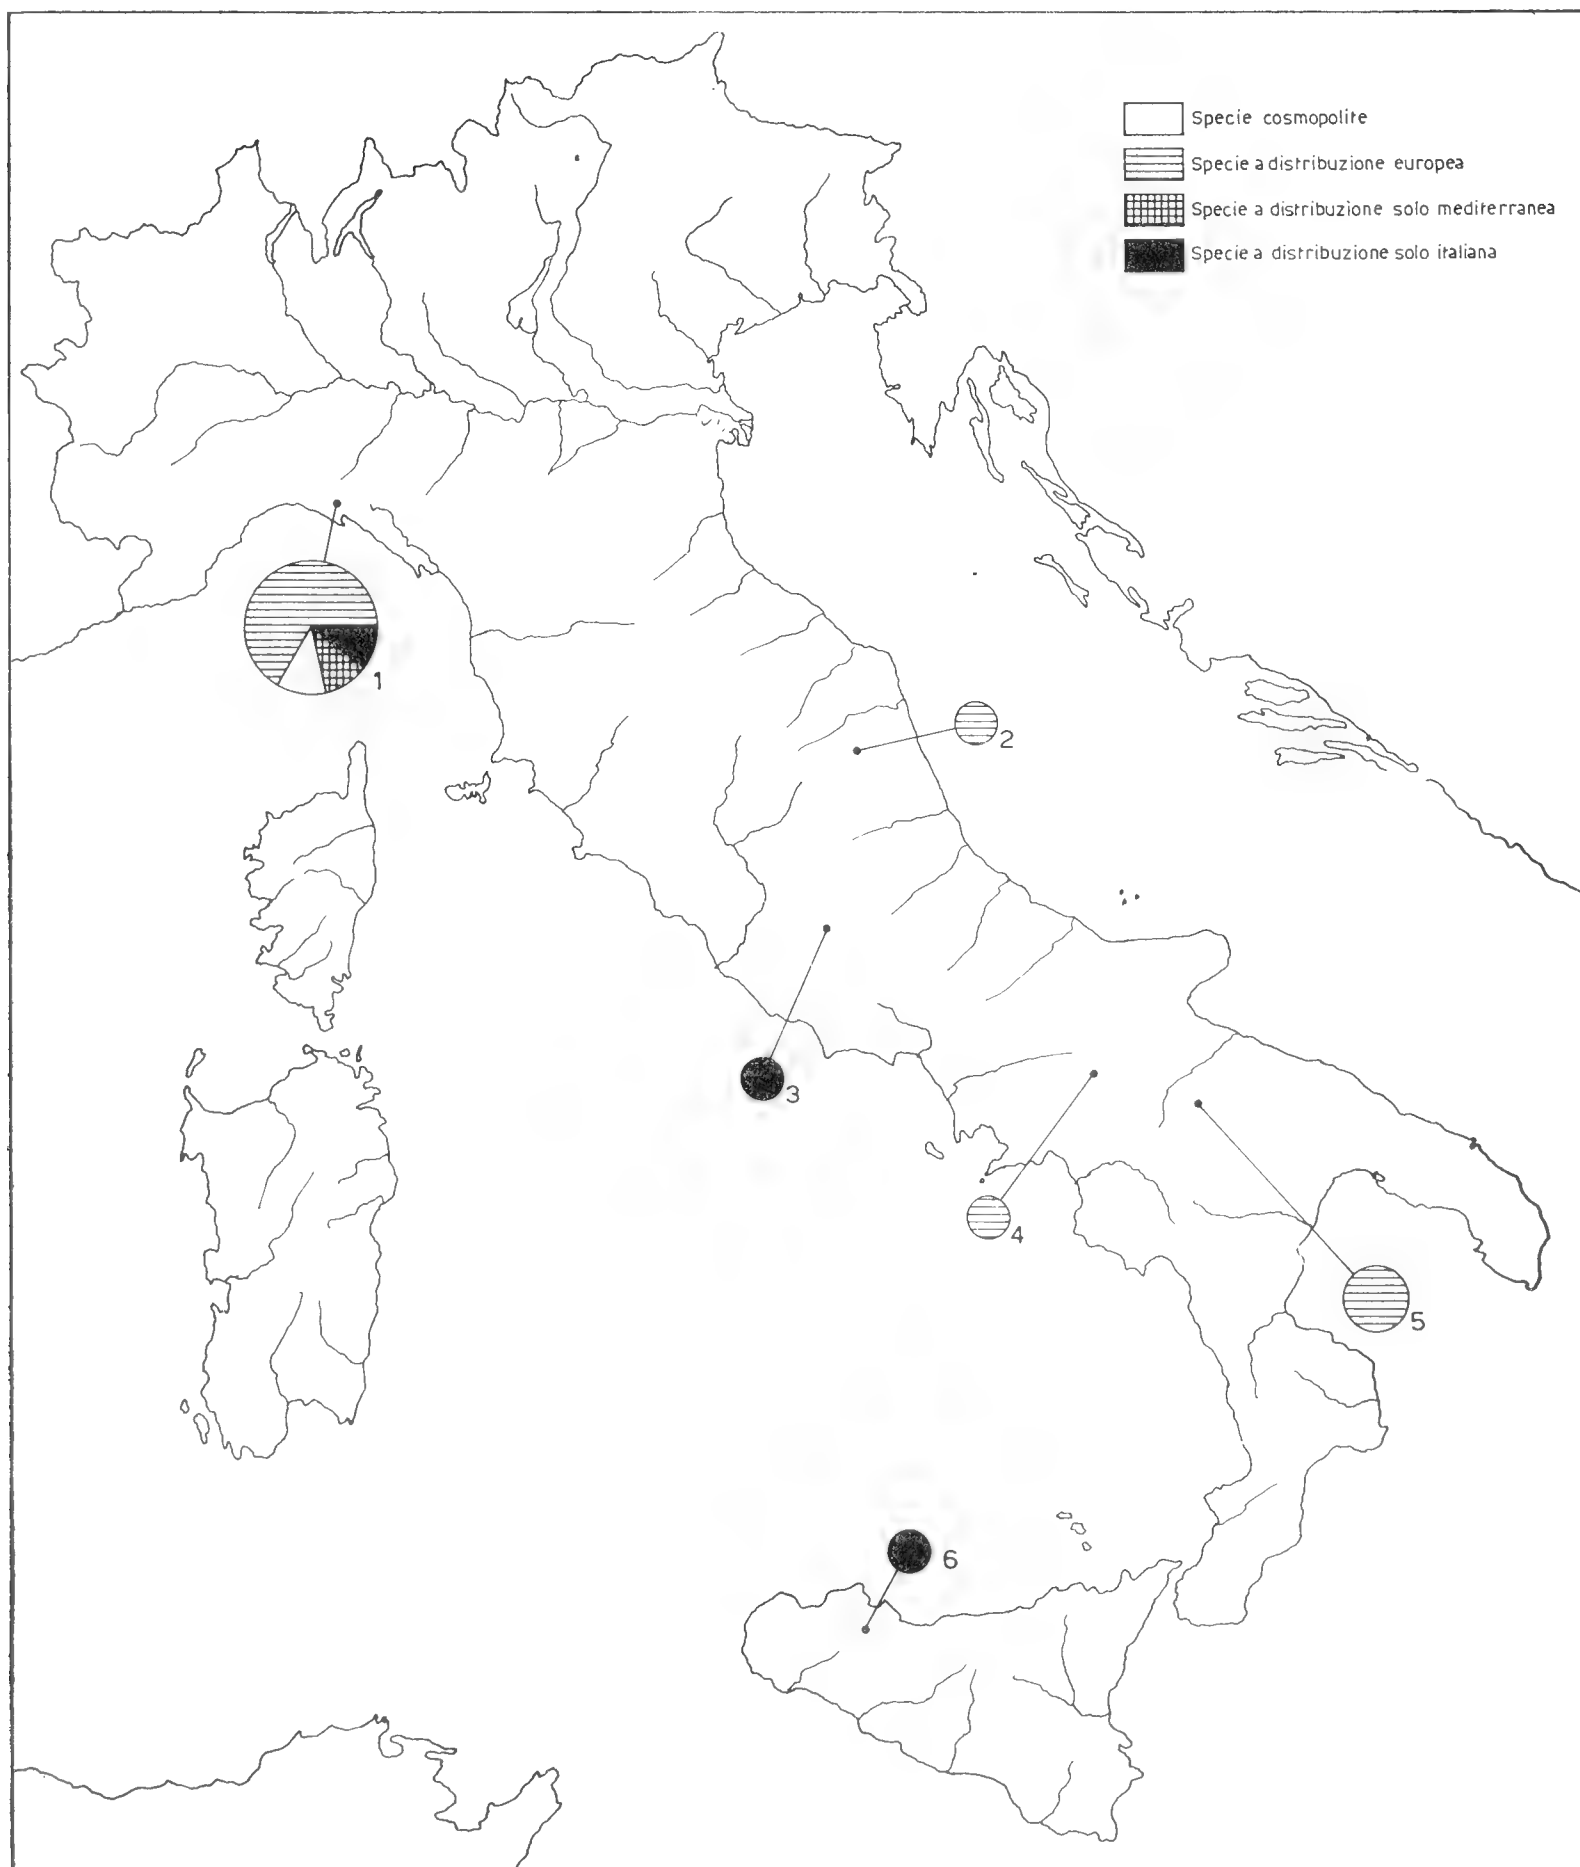 Specie cosmopolite
Specie a distribuzione europea
Specie a distribuzione solo mediterranea
Specie a distribuzione solo italiana
1
2
3
4
5
6